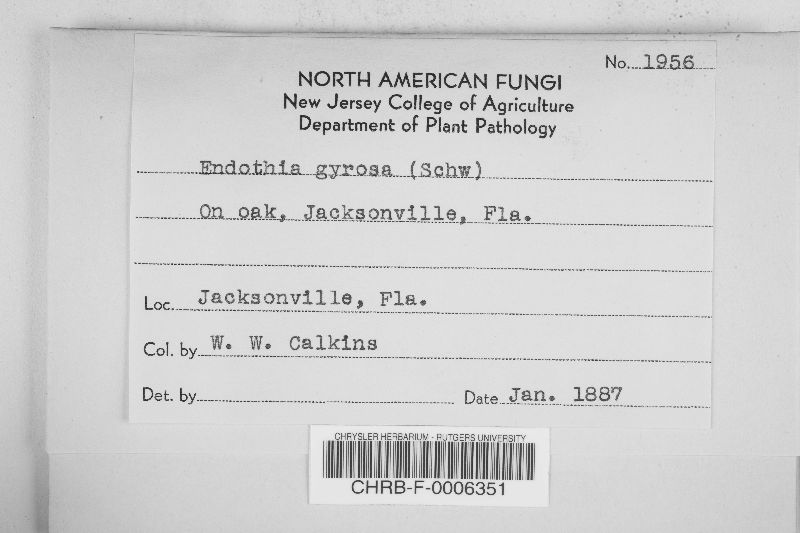 No. 1956
NORTH AMERICAN FUNGI
New Jersey College of Agriculture
Department of Plant Pathology
Endothia gyrosa (Schw)
On oak, Jacksonville, Fla.
Loc. Jacksonville, Fla.
Col. by W. W. Calkins
Det. by Date Jan. 1887
CHRYSLER HERBARIUM - RUTGERS UNIVERSITY
CHRB-F-0006351